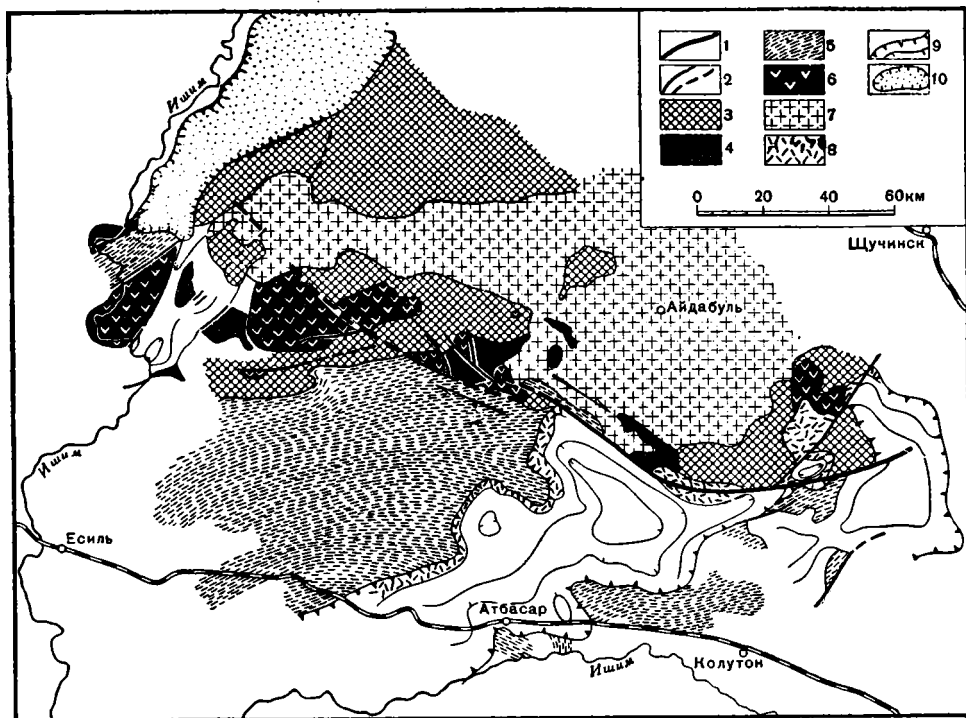 1
2
3
4
5
6
7
8
9
10
0 20 40 60км
Ишим
Щучинск
Айдабуль
Ишим
Есиль
Атбасар
Колутон
Ишим